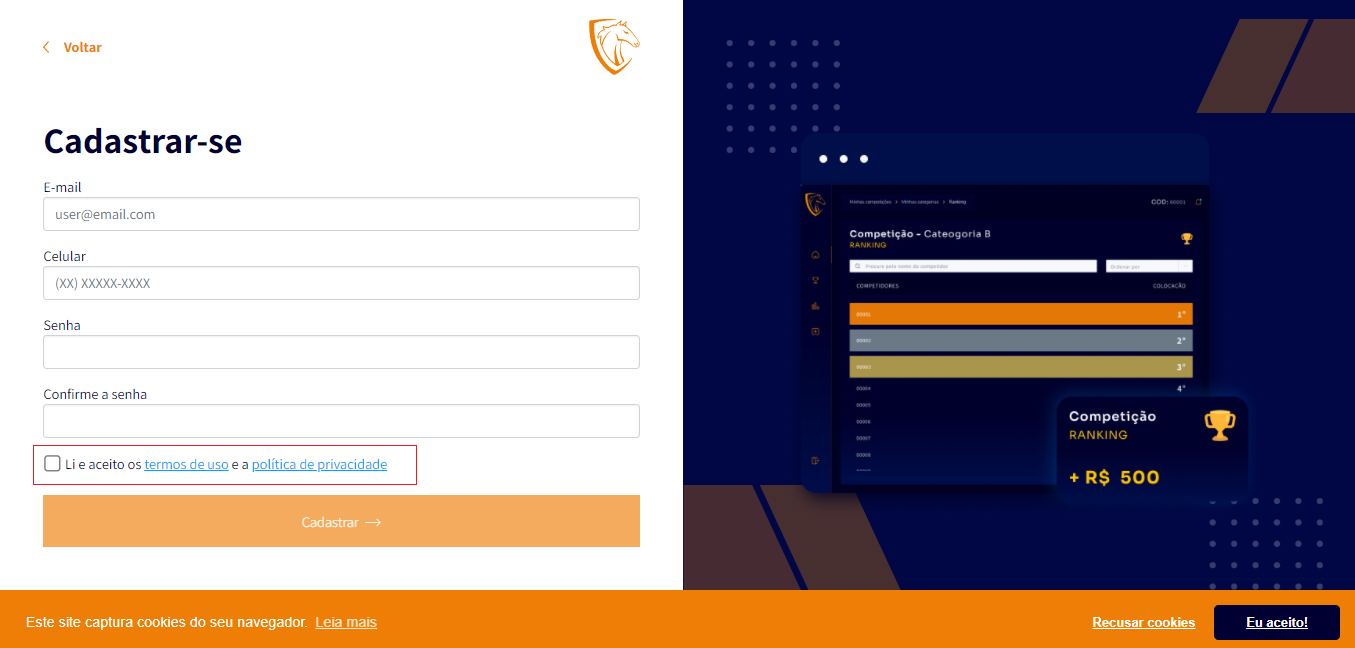 Voltar
Cadastrar-se
E-mail
user@email.com
Celular
(XX) XXXXX-XXXX
Senha
Confirme a senha
Li e aceito os termos de uso e a política de privacidade
Cadastrar
Minhas competições > Minhas categorias > Ranking
COD: 00001
Competição - Cateogoria B
RANKING
Procure pelo nome do competidor
Ordenar por
COMPETIDORES
COLOCAÇÃO
00001 1°
00002 2°
00003 3°
00004 4°
00005
00006
00007
00008
Competição
RANKING
+ R$ 500
Este site captura cookies do seu navegador. Leia mais
Recusar cookies
Eu aceito!